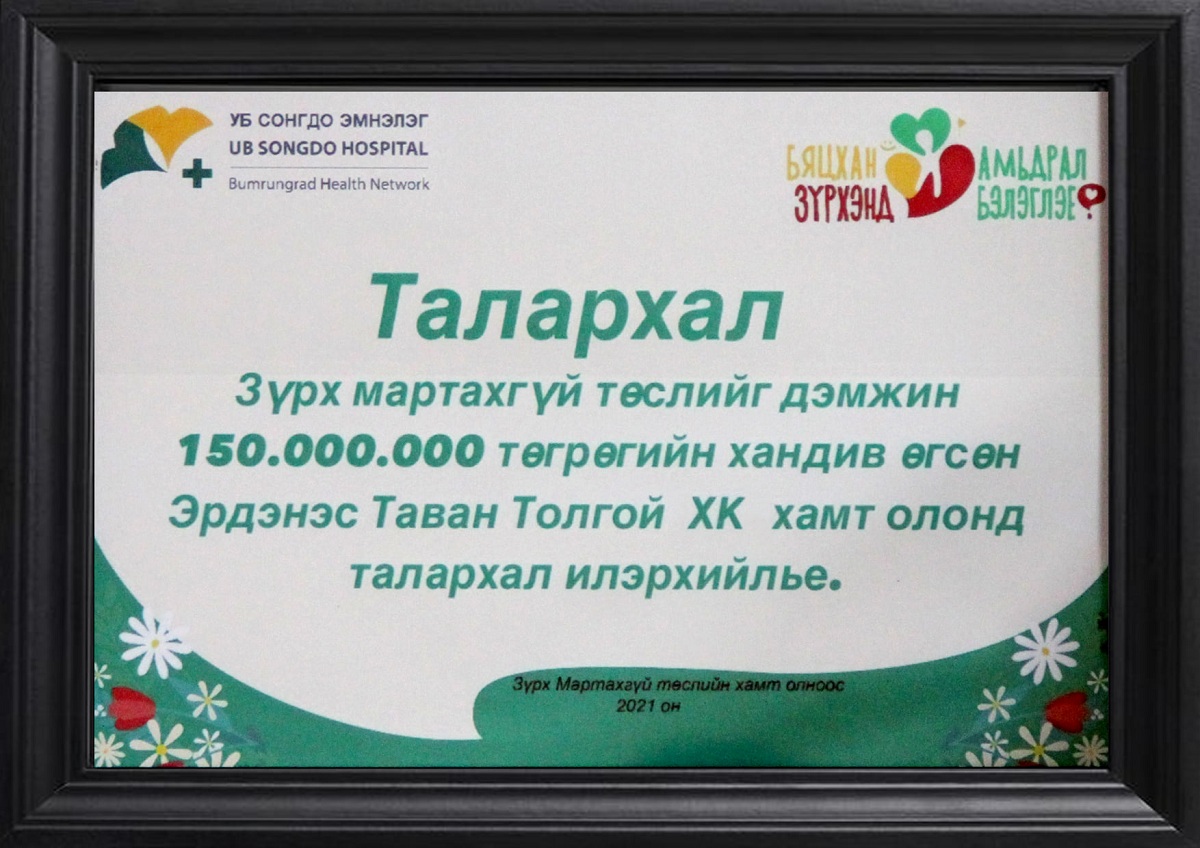 УБ СОНГДО ЭМНЭЛЭГ
UB SONGDO HOSPITAL
Bumrungrad Health Network
БЯЦХАН
ЗҮРХЭНД
АМЬДРАЛ
БЭЛЭГЛЭЕ
Талархал
Зүрх мартахгүй төслийг дэмжин
150.000.000 төгрөгийн хандив өгсөн
Эрдэнэс Таван Толгой ХК хамт олонд
талархал илэрхийлье.
Зүрх Мартахгүй төслийн хамт олноос
2021 он